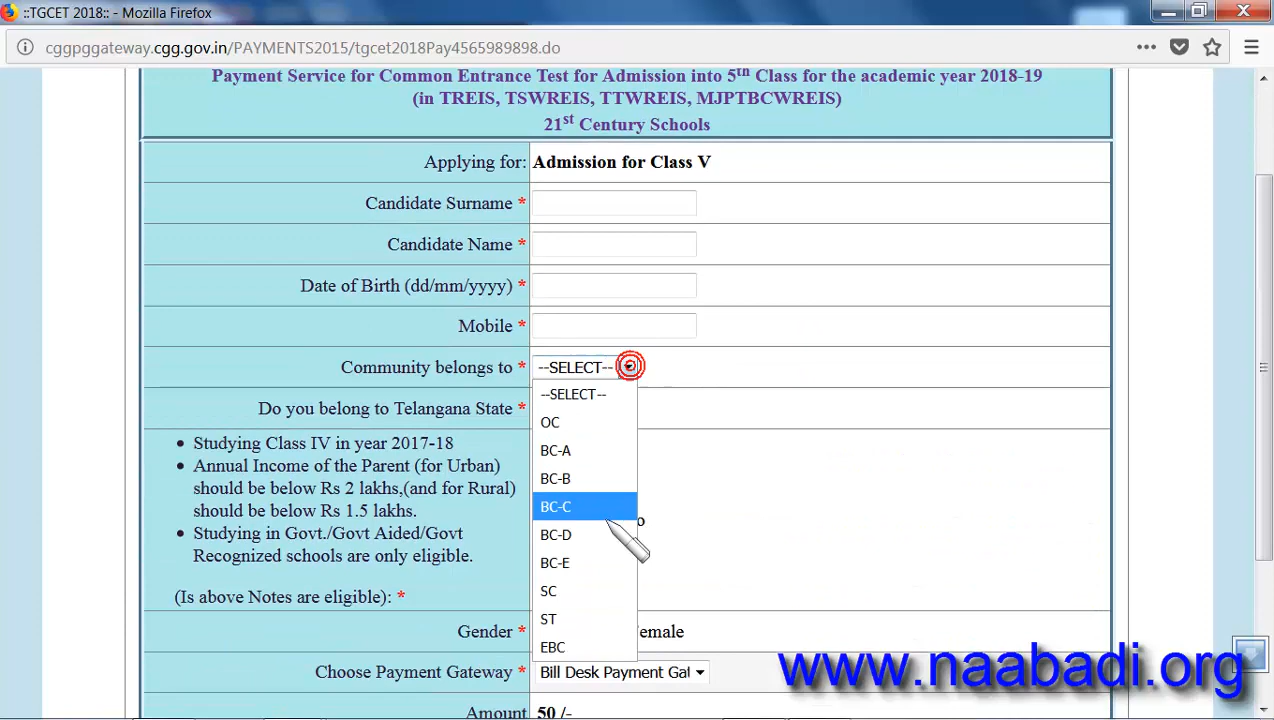 ::TGCET 2018:: - Mozilla Firefox
cggpggateway.cgg.gov.in/PAYMENTS2015/tgcet2018Pay4565989898.do
Payment Service for Common Entrance Test for Admission into 5th Class for the academic year 2018-19
(in TREIS, TSWREIS, TTWREIS, MJPTBCWREIS)
21st Century Schools
Applying for: Admission for Class V
Candidate Surname *
Candidate Name *
Date of Birth (dd/mm/yyyy) *
Mobile *
Community belongs to * --SELECT--
--SELECT--
OC
BC-A
BC-B
BC-C
BC-D
BC-E
SC
ST
EBC
Do you belong to Telangana State *
• Studying Class IV in year 2017-18
• Annual Income of the Parent (for Urban)
should be below Rs 2 lakhs,(and for Rural)
should be below Rs 1.5 lakhs.
• Studying in Govt./Govt Aided/Govt
Recognized schools are only eligible.
(Is above Notes are eligible): *
Gender *
Choose Payment Gateway * Bill Desk Payment Gat
Amount 50 /-
www.naabadi.org